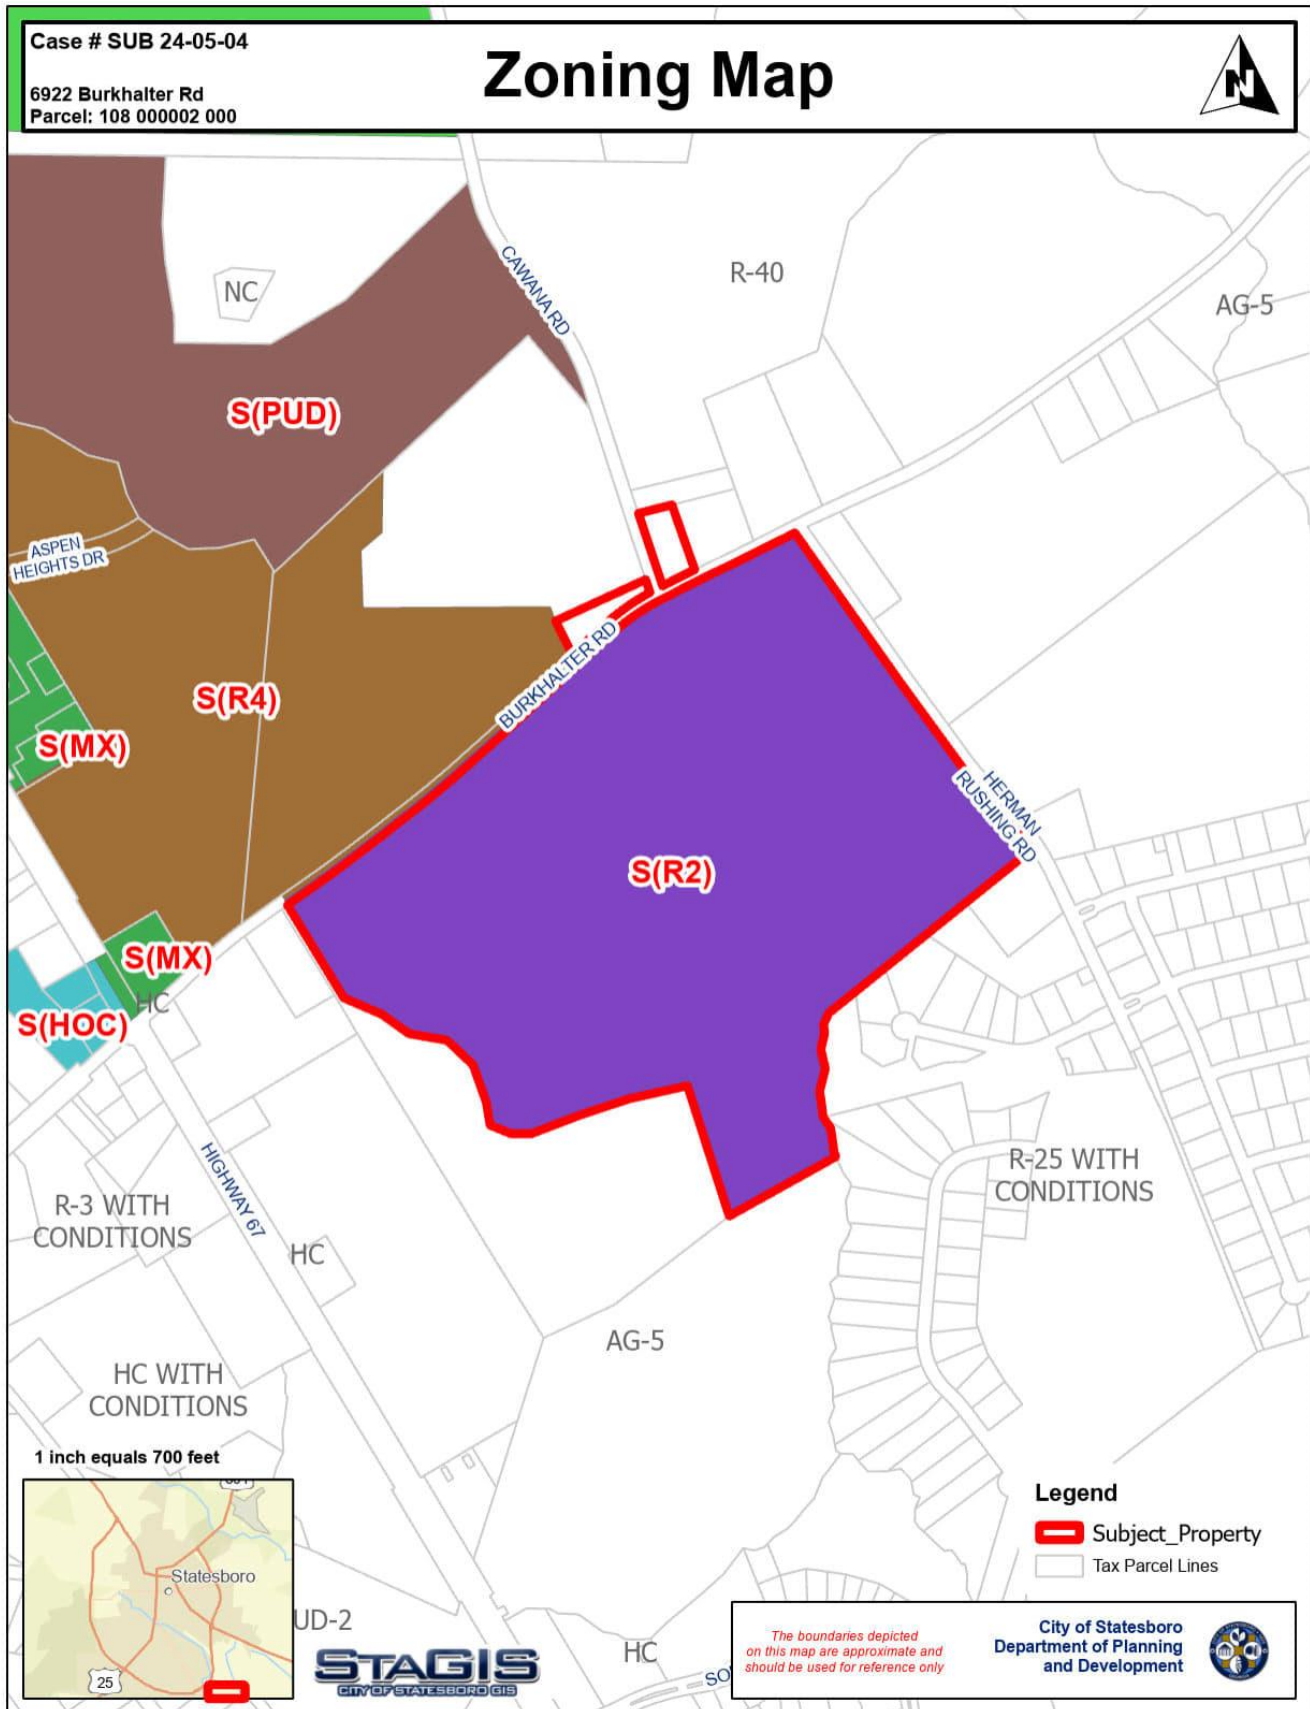 Case # SUB 24-05-04
6922 Burkhalter Rd
Parcel: 108 000002 000
Zoning Map
N
R-40
AG-5
NC
CAWANA RD
S(PUD)
ASPEN
HEIGHTS DR
S(R4)
BURKHALTER RD
S(MX)
HERMAN
RUSHING RD
S(R2)
S(MX)
HC
S(HOC)
R-25 WITH
CONDITIONS
HIGHWAY 67
R-3 WITH
CONDITIONS
HC
AG-5
HC WITH
CONDITIONS
1 inch equals 700 feet
Statesboro
25
UD-2
HC
SO
STAGIS
CITY OF STATESBORO GIS
Legend
Subject_Property
Tax Parcel Lines
The boundaries depicted
on this map are approximate and
should be used for reference only
City of Statesboro
Department of Planning
and Development